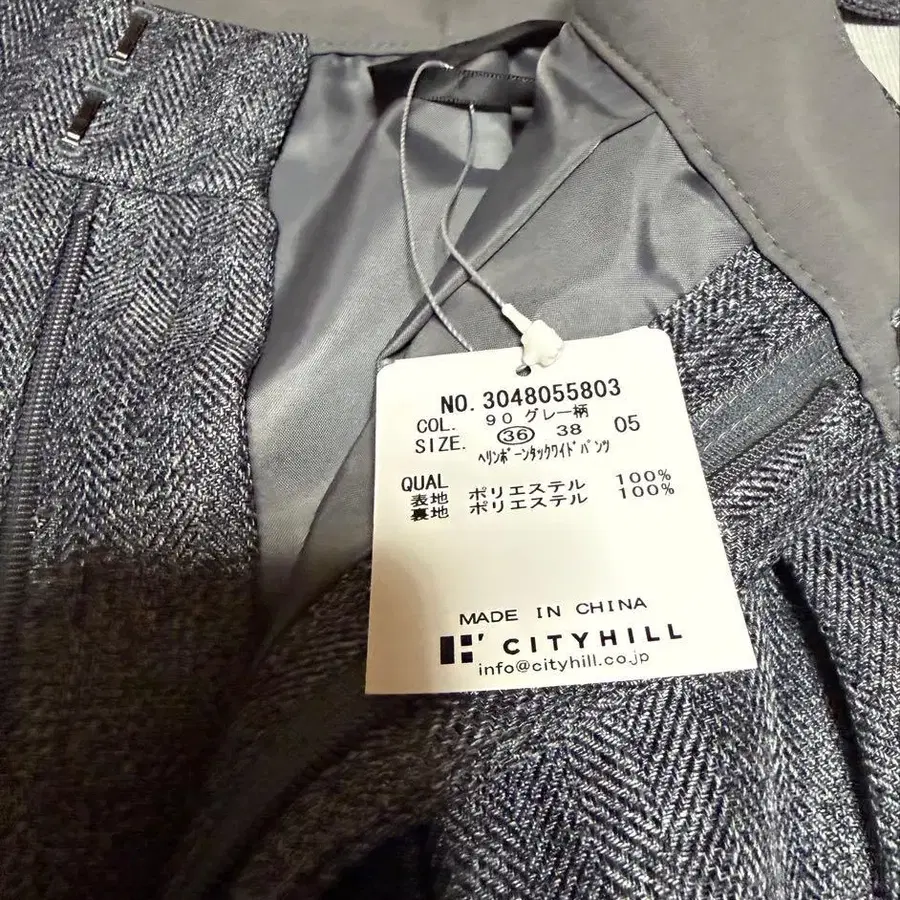 NO. 3048055803
COL. 90 グレー柄
SIZE. 36 38 05
ﾍﾘﾝﾎﾞｰﾝﾀｯｸﾜｲﾄﾞﾊﾟﾝﾂ
QUAL
表地 ポリエステル 100%
裏地 ポリエステル 100%
MADE IN CHINA
CITYHILL
info@cityhill.co.jp